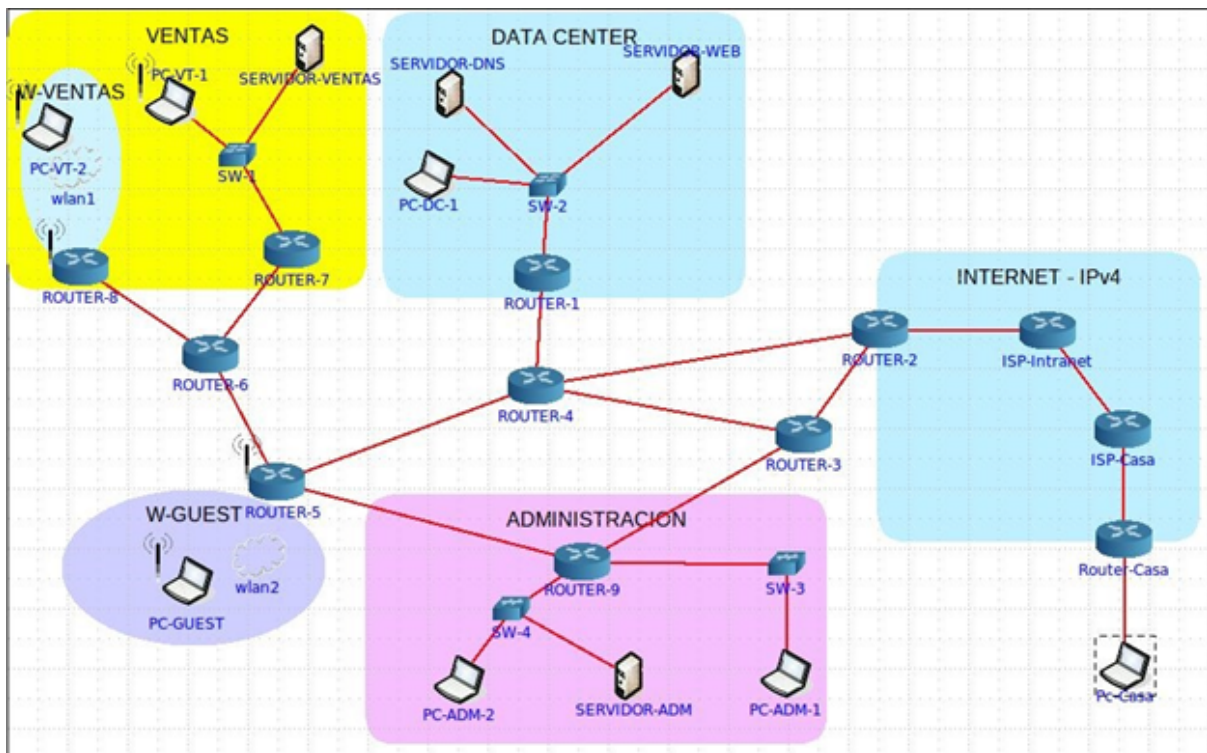 VENTAS
SERVIDOR-VENTAS
PC-VT-1
W-VENTAS
PC-VT-2
wlan1
SW-1
ROUTER-7
ROUTER-8
ROUTER-6
DATA CENTER
SERVIDOR-WEB
SERVIDOR-DNS
PC-DC-1
SW-2
ROUTER-1
ROUTER-4
INTERNET - IPv4
ROUTER-2
ISP-Intranet
ROUTER-3
ISP-Casa
Router-Casa
Pc-Casa
ROUTER-5
W-GUEST
wlan2
PC-GUEST
ADMINISTRACION
ROUTER-9
SW-3
SW-4
PC-ADM-2
SERVIDOR-ADM
PC-ADM-1